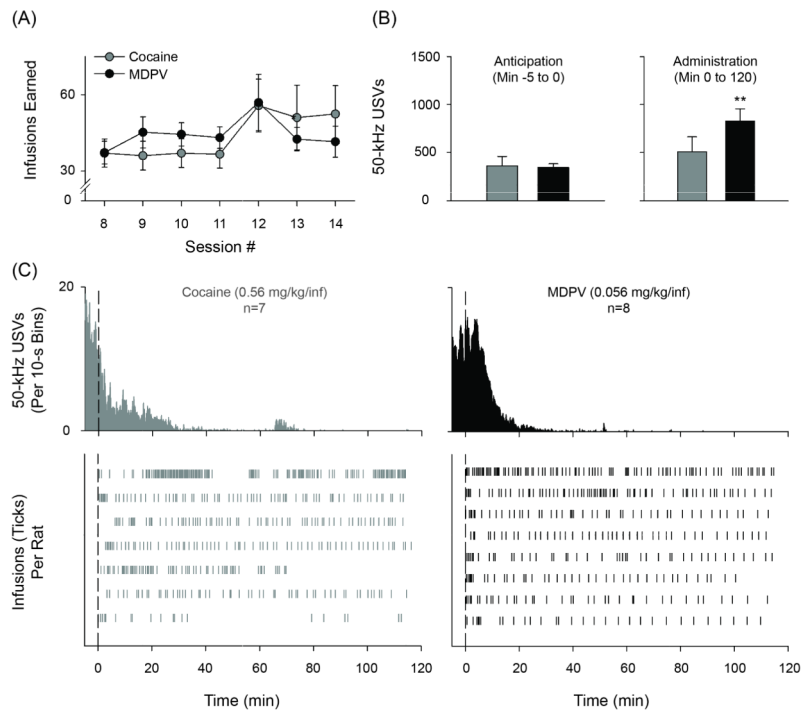 (A)
Cocaine
MDPV
Infusions Earned
60
30
0
8 9 10 11 12 13 14
Session #
(B)
50-kHz USVs
1500
1000
500
0
Anticipation
(Min -5 to 0)
Administration
(Min 0 to 120)
**
(C)
50-kHz USVs
(Per 10-s Bins)
20
10
0
Cocaine (0.56 mg/kg/inf)
n=7
MDPV (0.056 mg/kg/inf)
n=8
Infusions (Ticks)
Per Rat
0 20 40 60 80 100 120
Time (min)
0 20 40 60 80 100 120
Time (min)